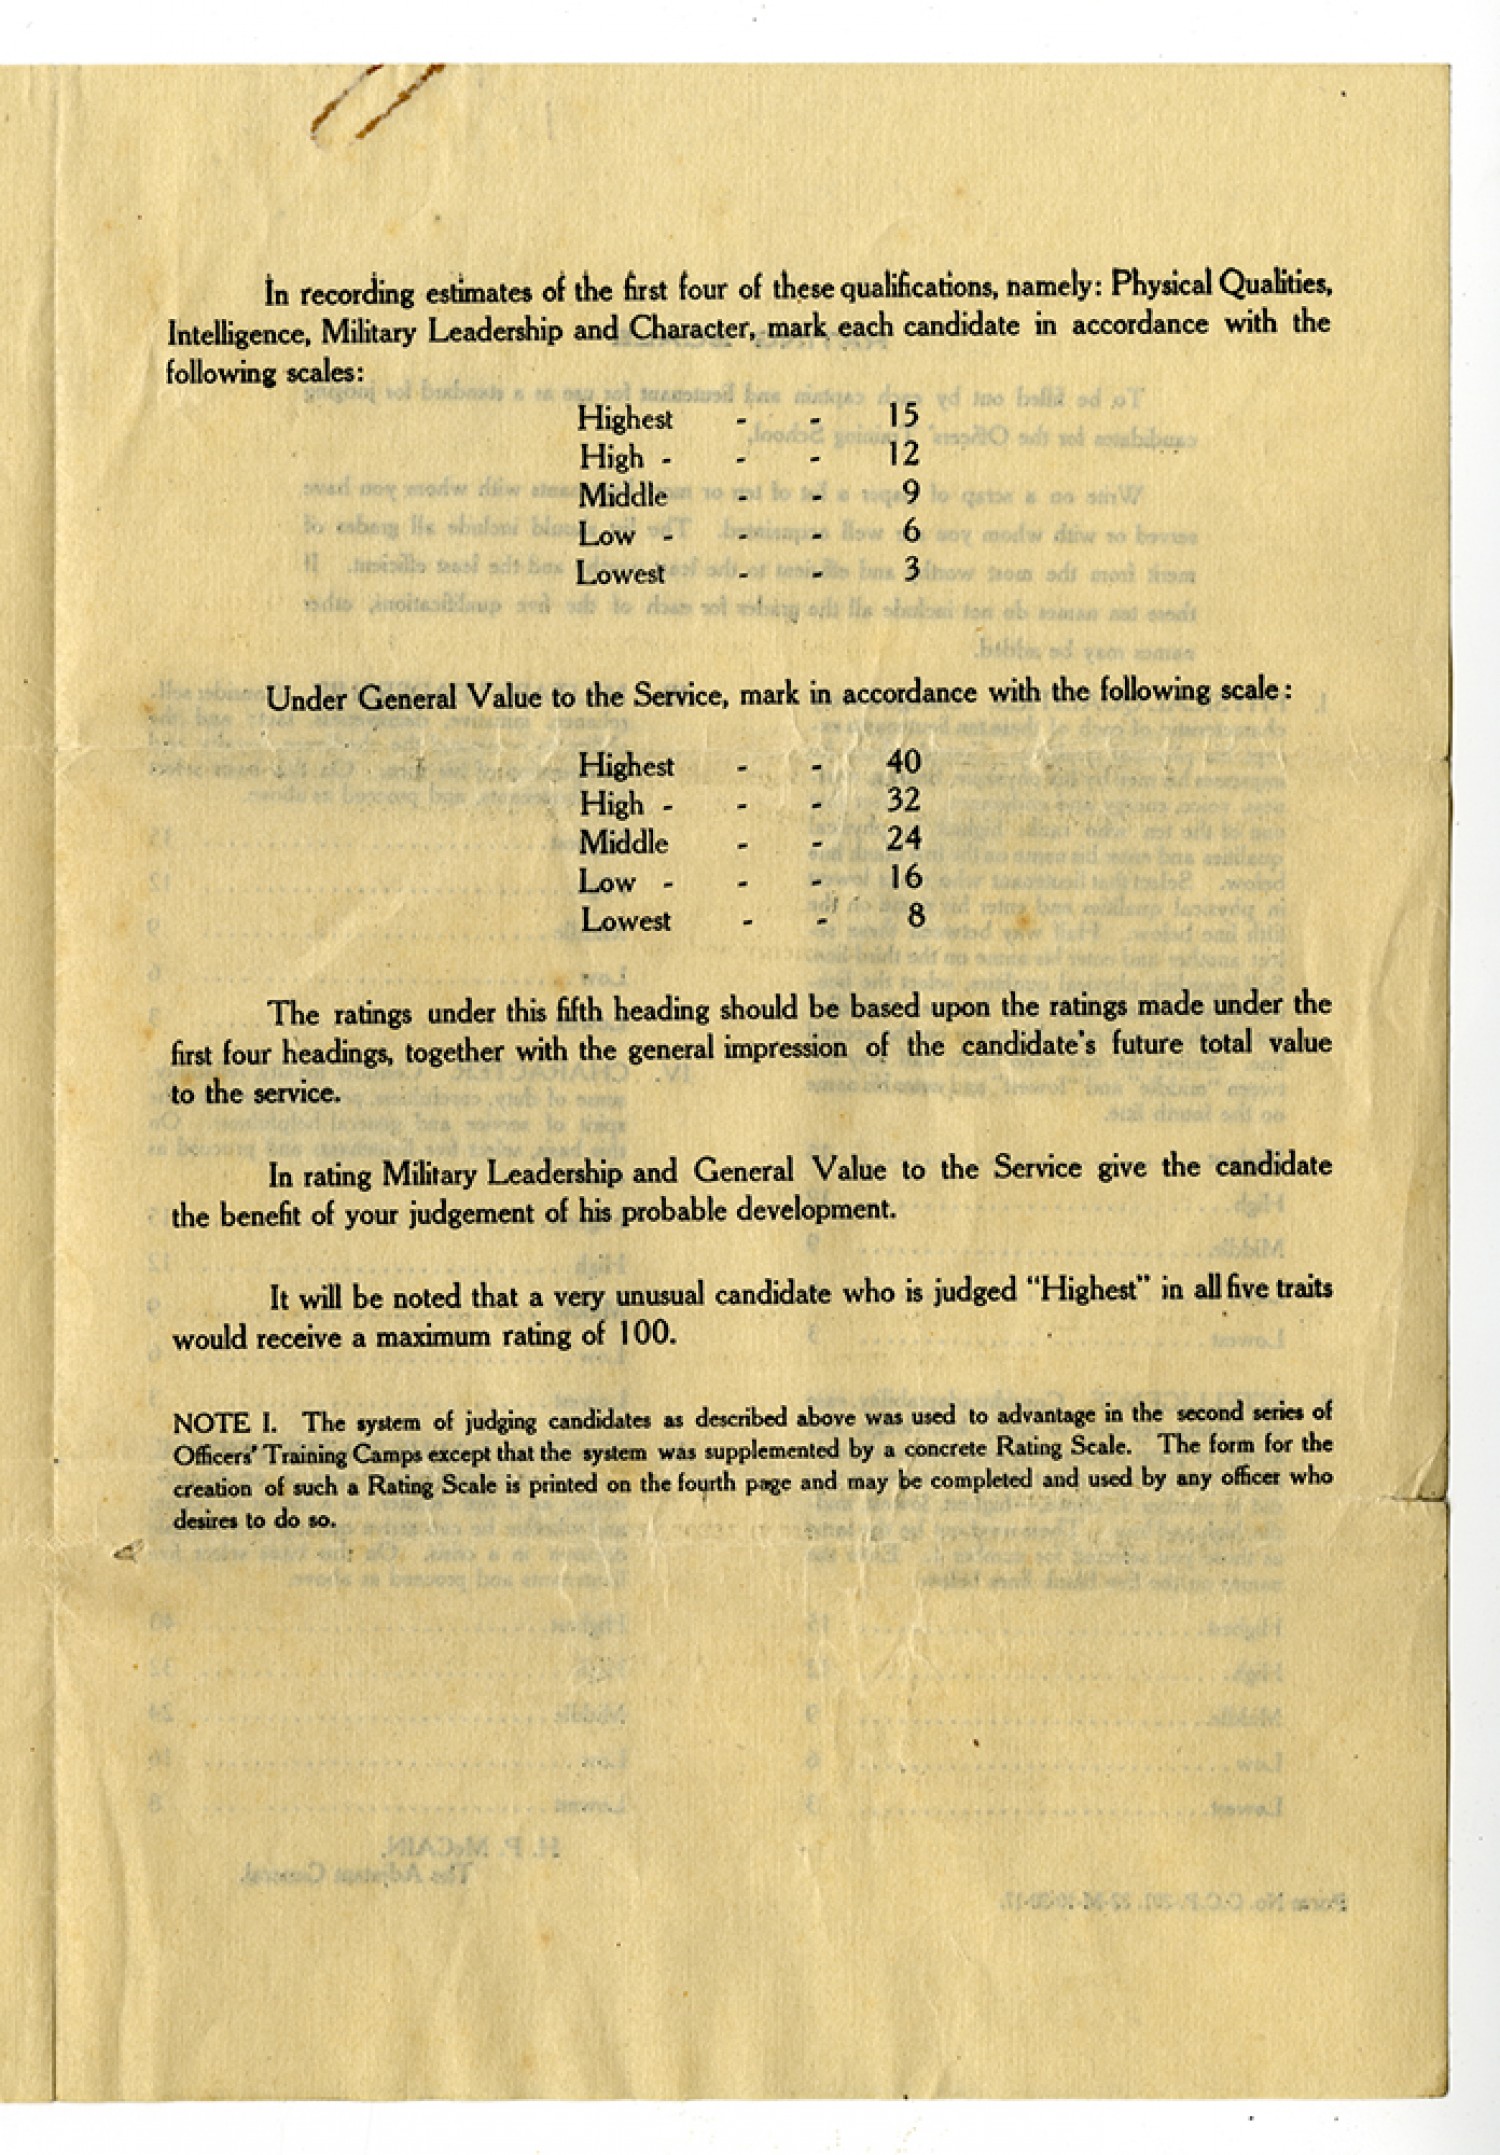 In recording estimates of the first four of these qualifications, namely: Physical Qualities,
Intelligence, Military Leadership and Character, mark each candidate in accordance with the
following scales:
Highest - - 15
High - - - 12
Middle - - 9
Low - - - 6
Lowest - - 3
Under General Value to the Service, mark in accordance with the following scale:
Highest - - 40
High - - - 32
Middle - - 24
Low - - - 16
Lowest - - 8
The ratings under this fifth heading should be based upon the ratings made under the
first four headings, together with the general impression of the candidate's future total value
to the service.
In rating Military Leadership and General Value to the Service give the candidate
the benefit of your judgement of his probable development.
It will be noted that a very unusual candidate who is judged "Highest" in all five traits
would receive a maximum rating of 100.
NOTE I. The system of judging candidates as described above was used to advantage in the second series of
Officers' Training Camps except that the system was supplemented by a concrete Rating Scale. The form for the
creation of such a Rating Scale is printed on the fourth page and may be completed and used by any officer who
desires to do so.